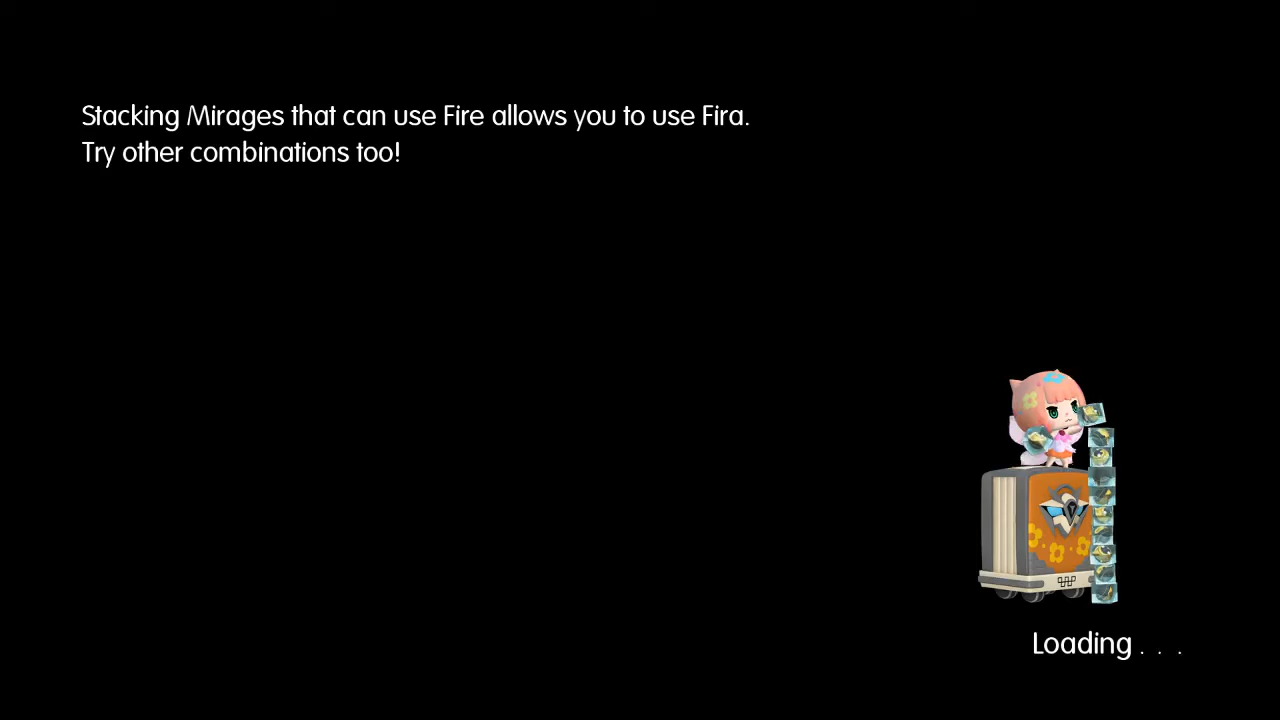 Stacking Mirages that can use Fire allows you to use Fira.
Try other combinations too!
Loading . . .